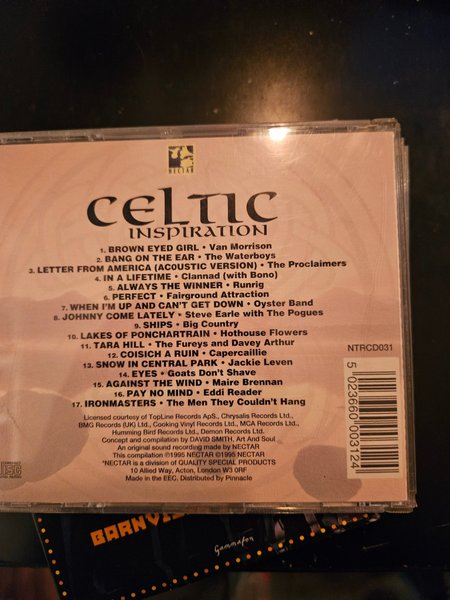 NECTAR
CELTIC
INSPIRATION
1. BROWN EYED GIRL • Van Morrison
2. BANG ON THE EAR • The Waterboys
3. LETTER FROM AMERICA (ACOUSTIC VERSION) • The Proclaimers
4. IN A LIFETIME • Clannad (with Bono)
5. ALWAYS THE WINNER • Runrig
6. PERFECT • Fairground Attraction
7. WHEN I'M UP AND CAN'T GET DOWN • Oyster Band
8. JOHNNY COME LATELY • Steve Earle with The Pogues
9. SHIPS • Big Country
10. LAKES OF PONCHARTRAIN • Hothouse Flowers
11. TARA HILL • The Fureys and Davey Arthur
12. COISICH A RUIN • Capercaillie
13. SNOW IN CENTRAL PARK • Jackie Leven
14. EYES • Goats Don't Shave
15. AGAINST THE WIND • Maire Brennan
16. PAY NO MIND • Eddi Reader
17. IRONMASTERS • The Men They Couldn't Hang
NTRCD031
5 023660 003124
Licensed courtesy of TopLine Records ApS., Chrysalis Records Ltd.,
BMG Records (UK) Ltd., Cooking Vinyl Records Ltd., MCA Records Ltd.,
Humming Bird Records Ltd., Demon Records Ltd.
Concept and compilation by DAVID SMITH, Art And Soul
An original sound recording made by NECTAR
This compilation ©1995 NECTAR ©1995 NECTAR
"NECTAR is a division of QUALITY SPECIAL PRODUCTS
10 Allied Way, Acton, London W3 0RF
Made in the EEC. Distributed by Pinnacle
Gammafon